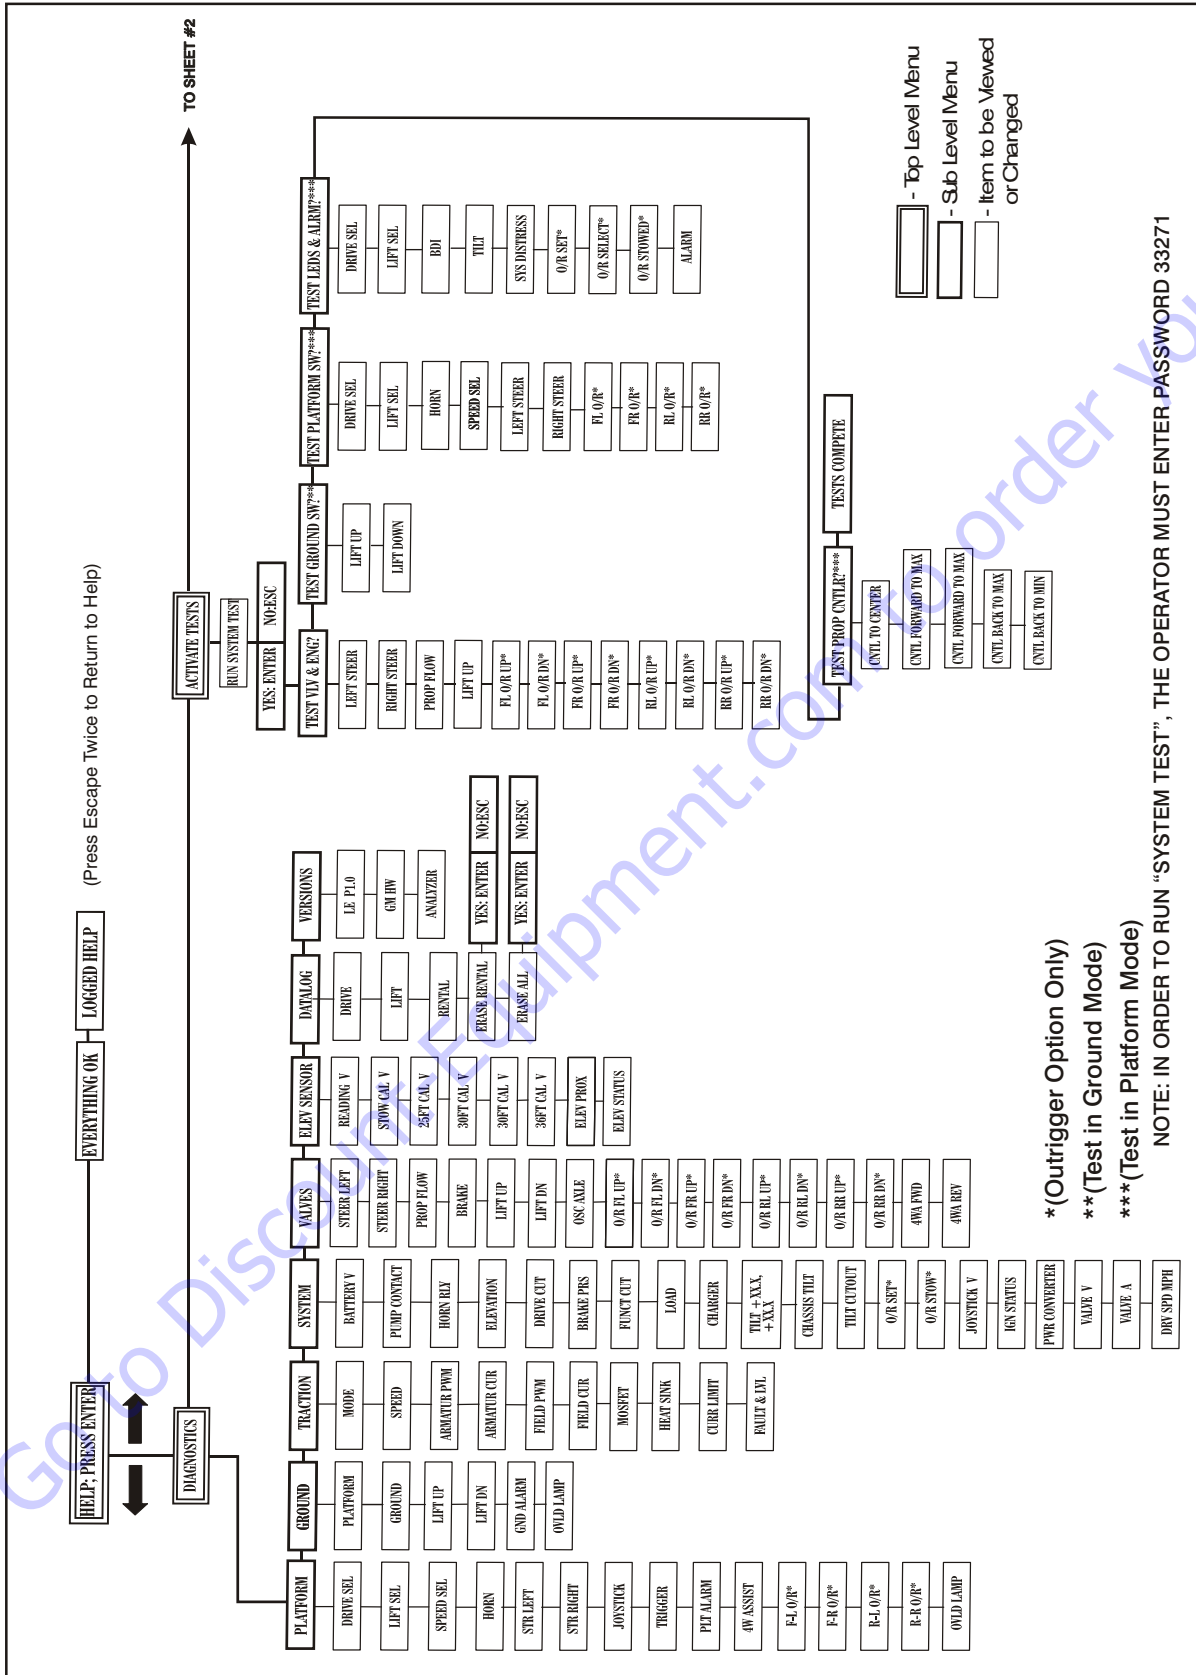 HELP; PRESS ENTER
EVERYTHING OK
LOGGED HELP
(Press Escape Twice to Return to Help)
DIAGNOSTICS
ACTIVATE TESTS
TO SHEET #2
PLATFORM
DRIVE SEL
LIFT SEL
SPEED SEL
HORN
STR LEFT
STR RIGHT
JOYSTICK
TRIGGER
PLT ALARM
4W ASSIST
F-L O/R*
F-R O/R*
R-L O/R*
R-R O/R*
OVLD LAMP
GROUND
PLATFORM
GROUND
LIFT UP
LIFT DN
GND ALARM
OVLD LAMP
TRACTION
MODE
SPEED
ARMATUR PWM
ARMATUR CUR
FIELD PWM
FIELD CUR
MOSFET
HEAT SINK
CURR LIMIT
FAULT & LVL
SYSTEM
BATTERY V
PUMP CONTACT
HORN RLY
ELEVATION
DRIVE CUT
BRAKE PRS
FUNCT CUT
LOAD
CHARGER
TILT +XX.X,
+XX.X
CHASSIS TILT
TILT CUTOUT
O/R SET*
O/R STOW*
JOYSTICK V
IGN STATUS
PWR CONVERTER
VALVE V
VALVE A
DRV SPD MPH
VALVES
STEER LEFT
STEER RIGHT
PROP FLOW
BRAKE
LIFT UP
LIFT DN
OSC AXLE
O/R FL UP*
O/R FL DN*
O/R FR UP*
O/R FR DN*
O/R RL UP*
O/R RL DN*
O/R RR UP*
O/R RR DN*
4WA FWD
4WA REV
ELEV SENSOR
READING V
STOW CAL V
25FT CAL V
30FT CAL V
30FT CAL V
36FT CAL V
ELEV PROX
ELEV STATUS
DATALOG
DRIVE
LIFT
RENTAL
ERASE RENTAL
YES: ENTER
NO:ESC
ERASE ALL
YES: ENTER
NO:ESC
VERSIONS
LE P1.0
GM HW
ANALYZER
RUN SYSTEM TEST
YES: ENTER
NO:ESC
TEST VLV & ENG?
LEFT STEER
RIGHT STEER
PROP FLOW
LIFT UP
FL O/R UP*
FL O/R DN*
FR O/R UP*
FR O/R DN*
RL O/R UP*
RL O/R DN*
RR O/R UP*
RR O/R DN*
TEST GROUND SW?**
LIFT UP
LIFT DOWN
TEST PLATFORM SW?***
DRIVE SEL
LIFT SEL
HORN
SPEED SEL
LEFT STEER
RIGHT STEER
FL O/R*
FR O/R*
RL O/R*
RR O/R*
TEST LEDS & ALRM?***
DRIVE SEL
LIFT SEL
BDI
TILT
SYS DISTRESS
O/R SET*
O/R SELECT*
O/R STOWED*
ALARM
TEST PROP CNTLR?***
CNTL TO CENTER
CNTL FORWARD TO MAX
CNTL FORWARD TO MAX
CNTL BACK TO MAX
CNTL BACK TO MIN
TESTS COMPETE
- Top Level Menu
- Sub Level Menu
- Item to be Viewed
or Changed
*(Outrigger Option Only)
**(Test in Ground Mode)
***(Test in Platform Mode)
NOTE: IN ORDER TO RUN “SYSTEM TEST”, THE OPERATOR MUST ENTER PASSWORD 33271
Go to Discount-Equipment.com to order you